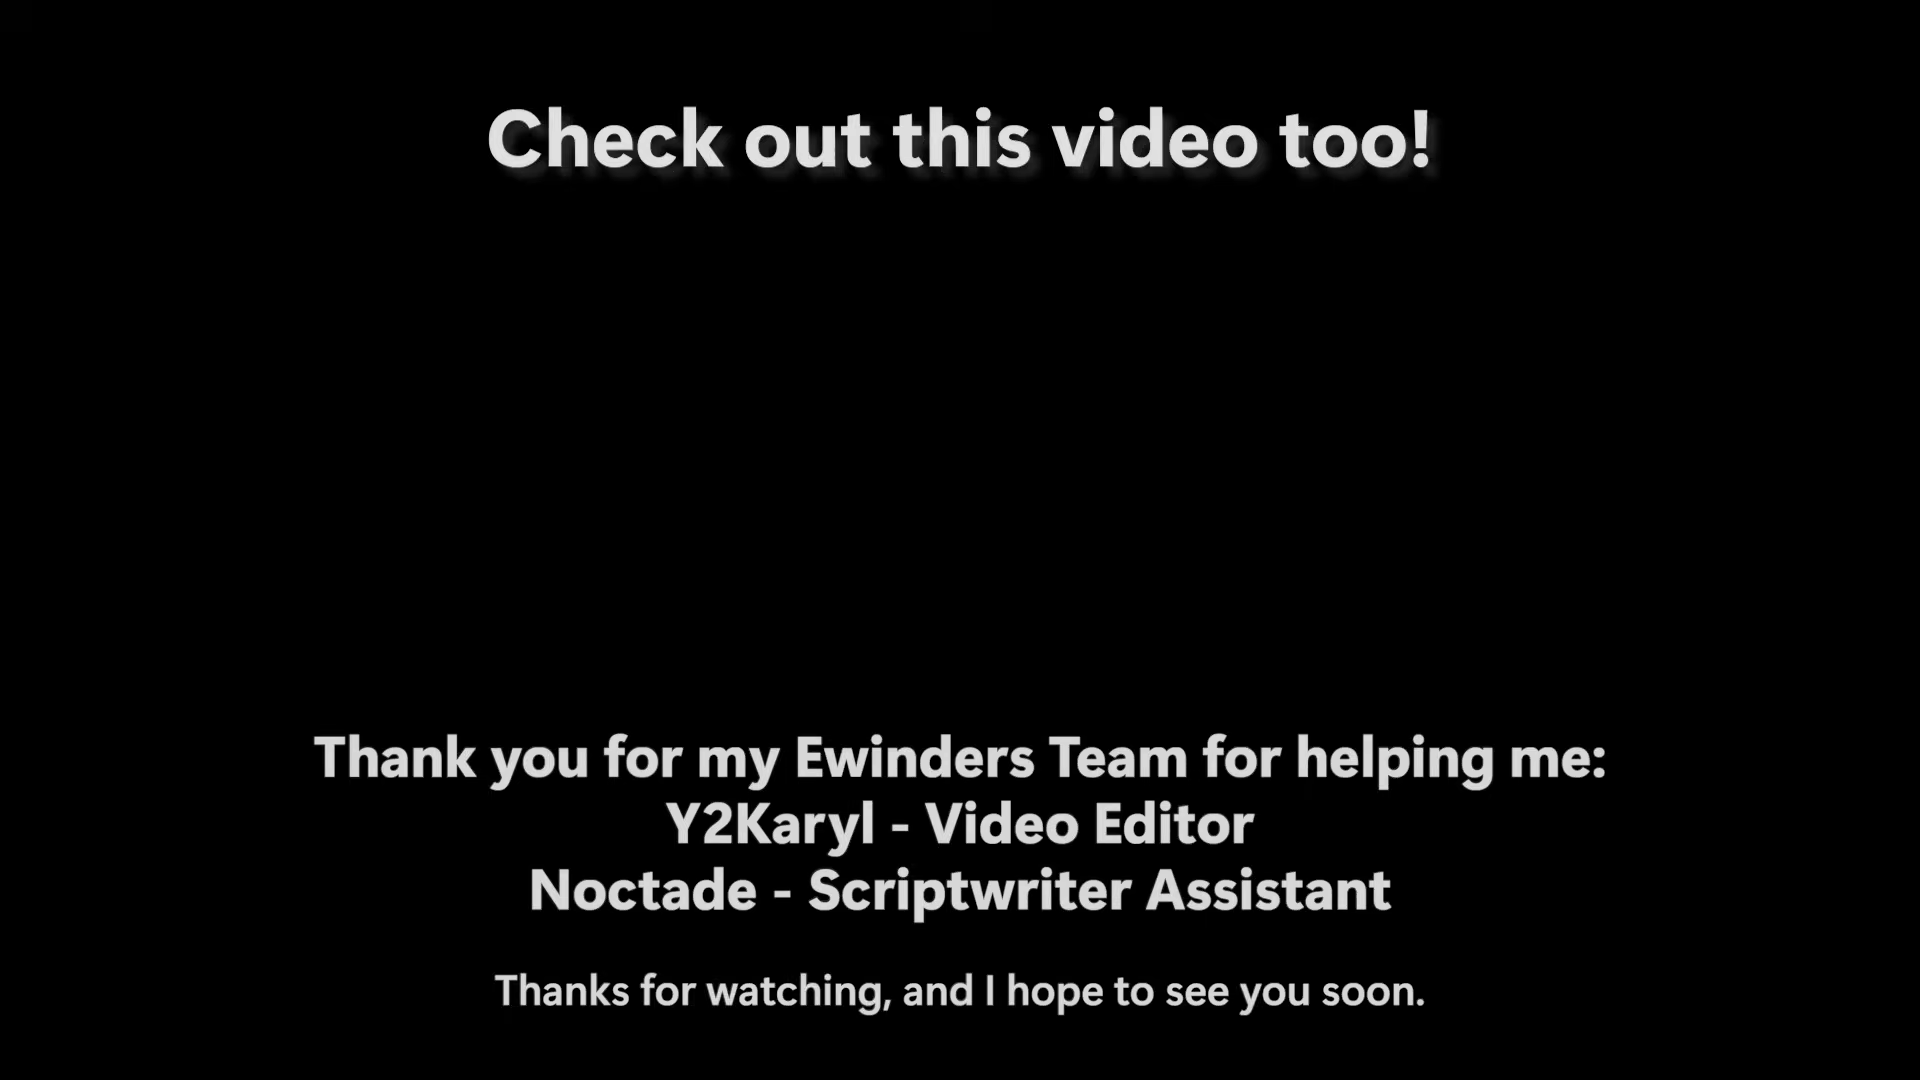 Check out this video too!
Thank you for my Ewinders Team for helping me:
Y2Karyl - Video Editor
Noctade - Scriptwriter Assistant
Thanks for watching, and I hope to see you soon.